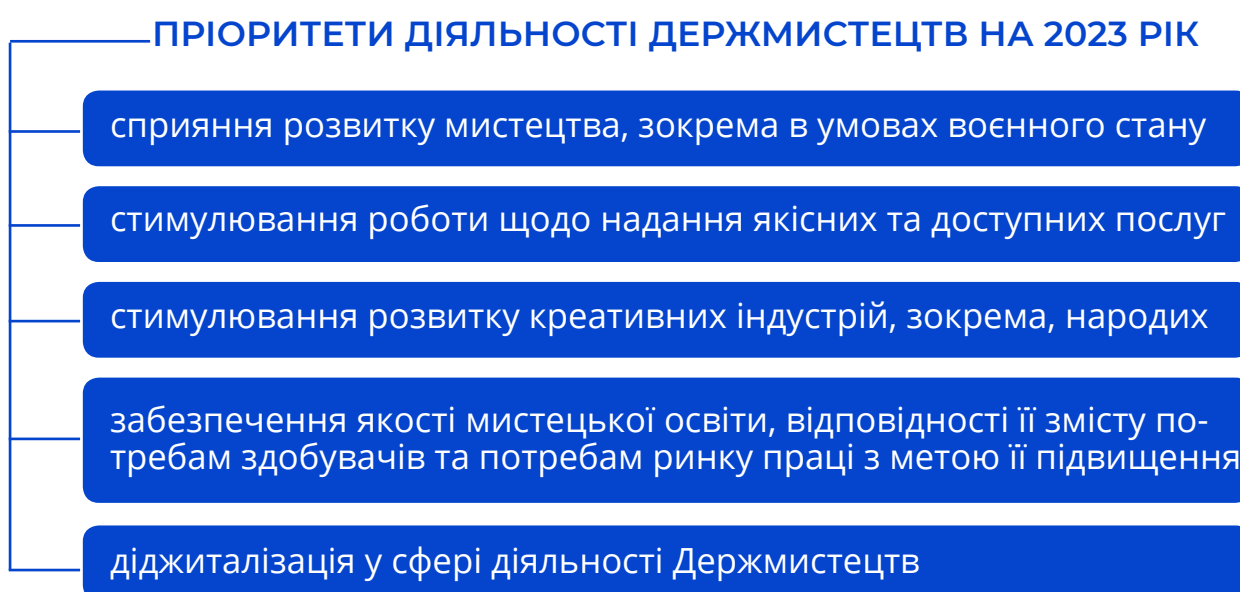 ПРІОРИТЕТИ ДІЯЛЬНОСТІ ДЕРЖМИСТЕЦТВ НА 2023 РІК
сприяння розвитку мистецтва, зокрема в умовах воєнного стану
стимулювання роботи щодо надання якісних та доступних послуг
стимулювання розвитку креативних індустрій, зокрема, народих
забезпечення якості мистецької освіти, відповідності її змісту по-
требам здобувачів та потребам ринку праці з метою її підвищення
діджиталізація у сфері діяльності Держмистецтв